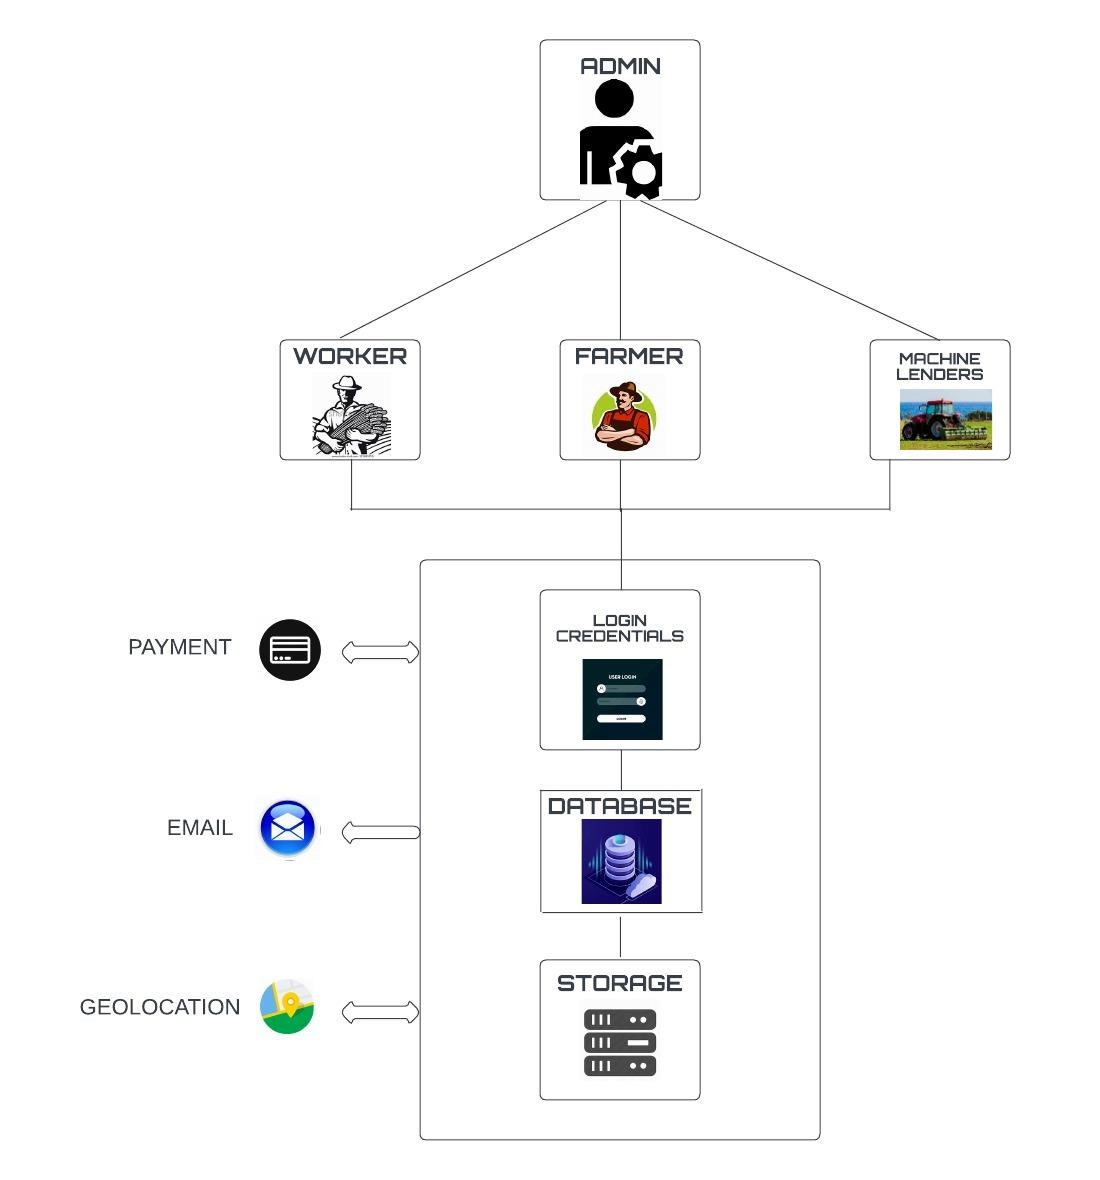 ADMIN
WORKER
FARMER
MACHINE
LENDERS
LOGIN
CREDENTIALS
USER LOGIN
PAYMENT
DATABASE
EMAIL
STORAGE
GEOLOCATION